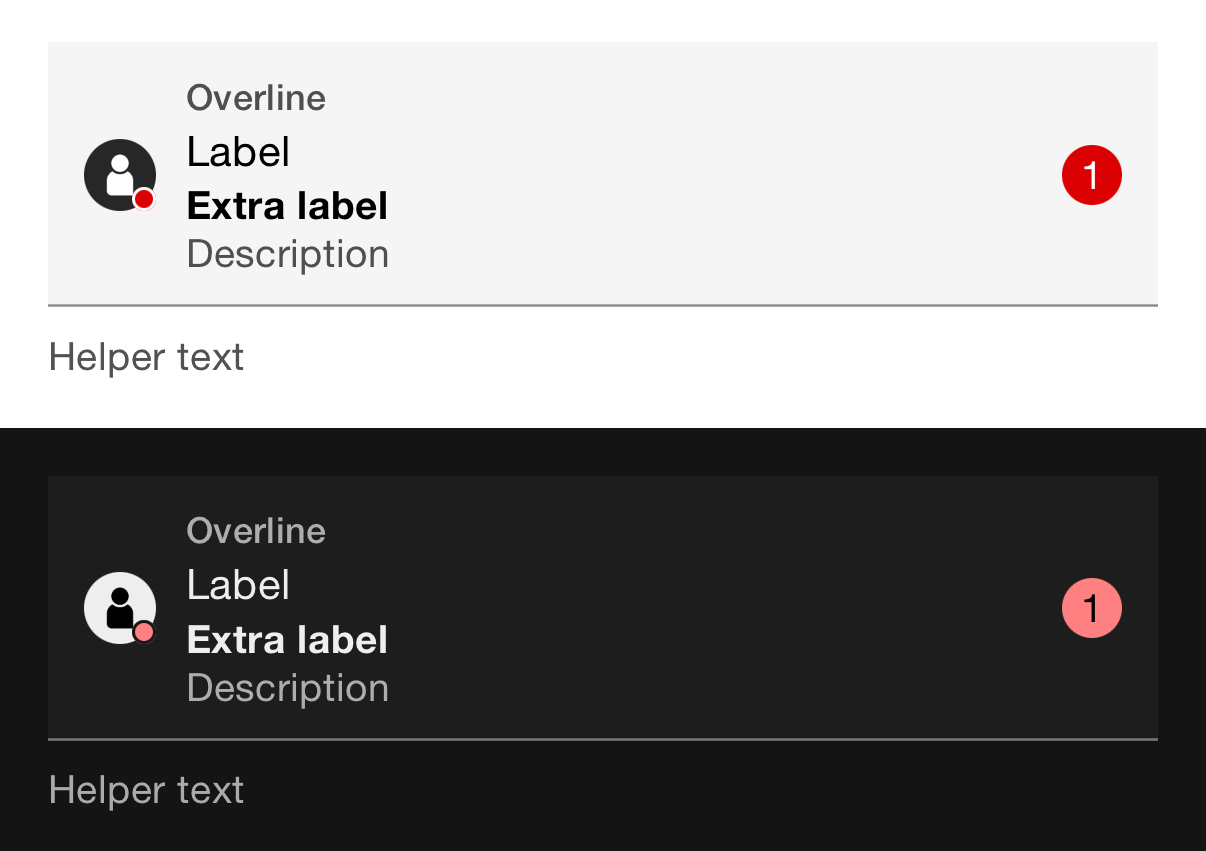 Overline
Label
Extra label
Description
1
Helper text
Overline
Label
Extra label
Description
1
Helper text